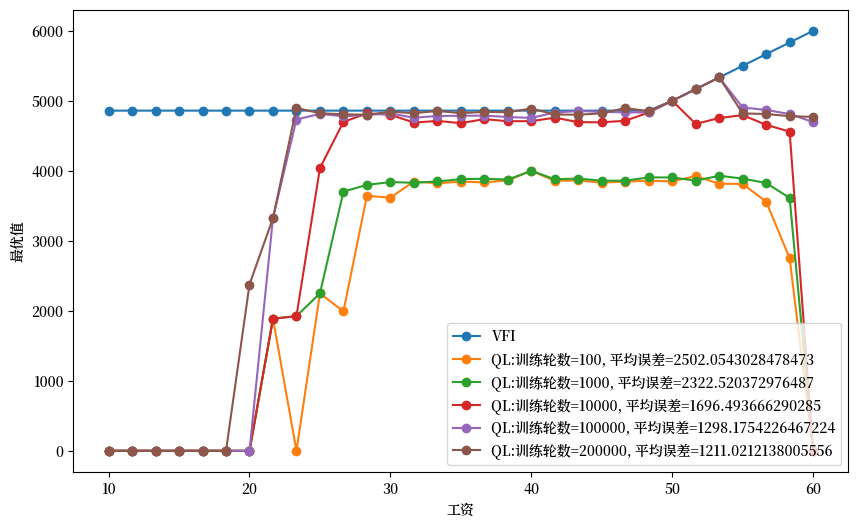 6000
5000
4000
3000
2000
1000
0
最优值
10 20 30 40 50 60
工资
VFI
QL:训练轮数=100, 平均误差=2502.0543028478473
QL:训练轮数=1000, 平均误差=2322.520372976487
QL:训练轮数=10000, 平均误差=1696.493666290285
QL:训练轮数=100000, 平均误差=1298.1754226467224
QL:训练轮数=200000, 平均误差=1211.0212138005556